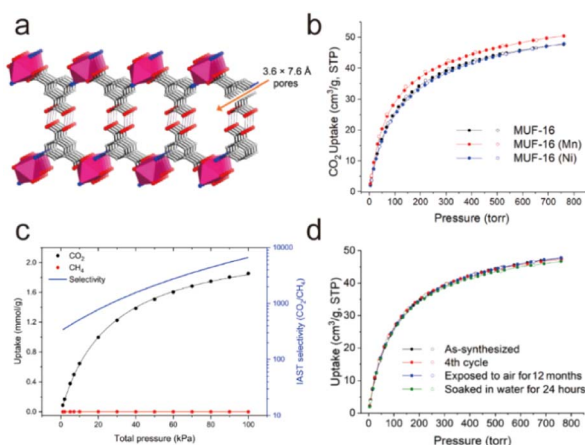 a
3.6 × 7.6 Å
pores
b
CO₂ Uptake (cm³/g, STP)
50
40
30
20
10
0
MUF-16
MUF-16 (Mn)
MUF-16 (Ni)
0 100 200 300 400 500 600 700 800
Pressure (torr)
c
Uptake (mmol/g)
2.0
1.6
1.2
0.8
0.4
0.0
CO₂
CH₄
Selectivity
10000
1000
100
10
IAST selectivity (CO₂/CH₄)
0 20 40 60 80 100
Total pressure (kPa)
d
CO₂ Uptake (cm³/g, STP)
50
40
30
20
10
0
As-synthesized
4th cycle
Exposed to air for 12 months
Soaked in water for 24 hours
0 100 200 300 400 500 600 700 800
Pressure (torr)